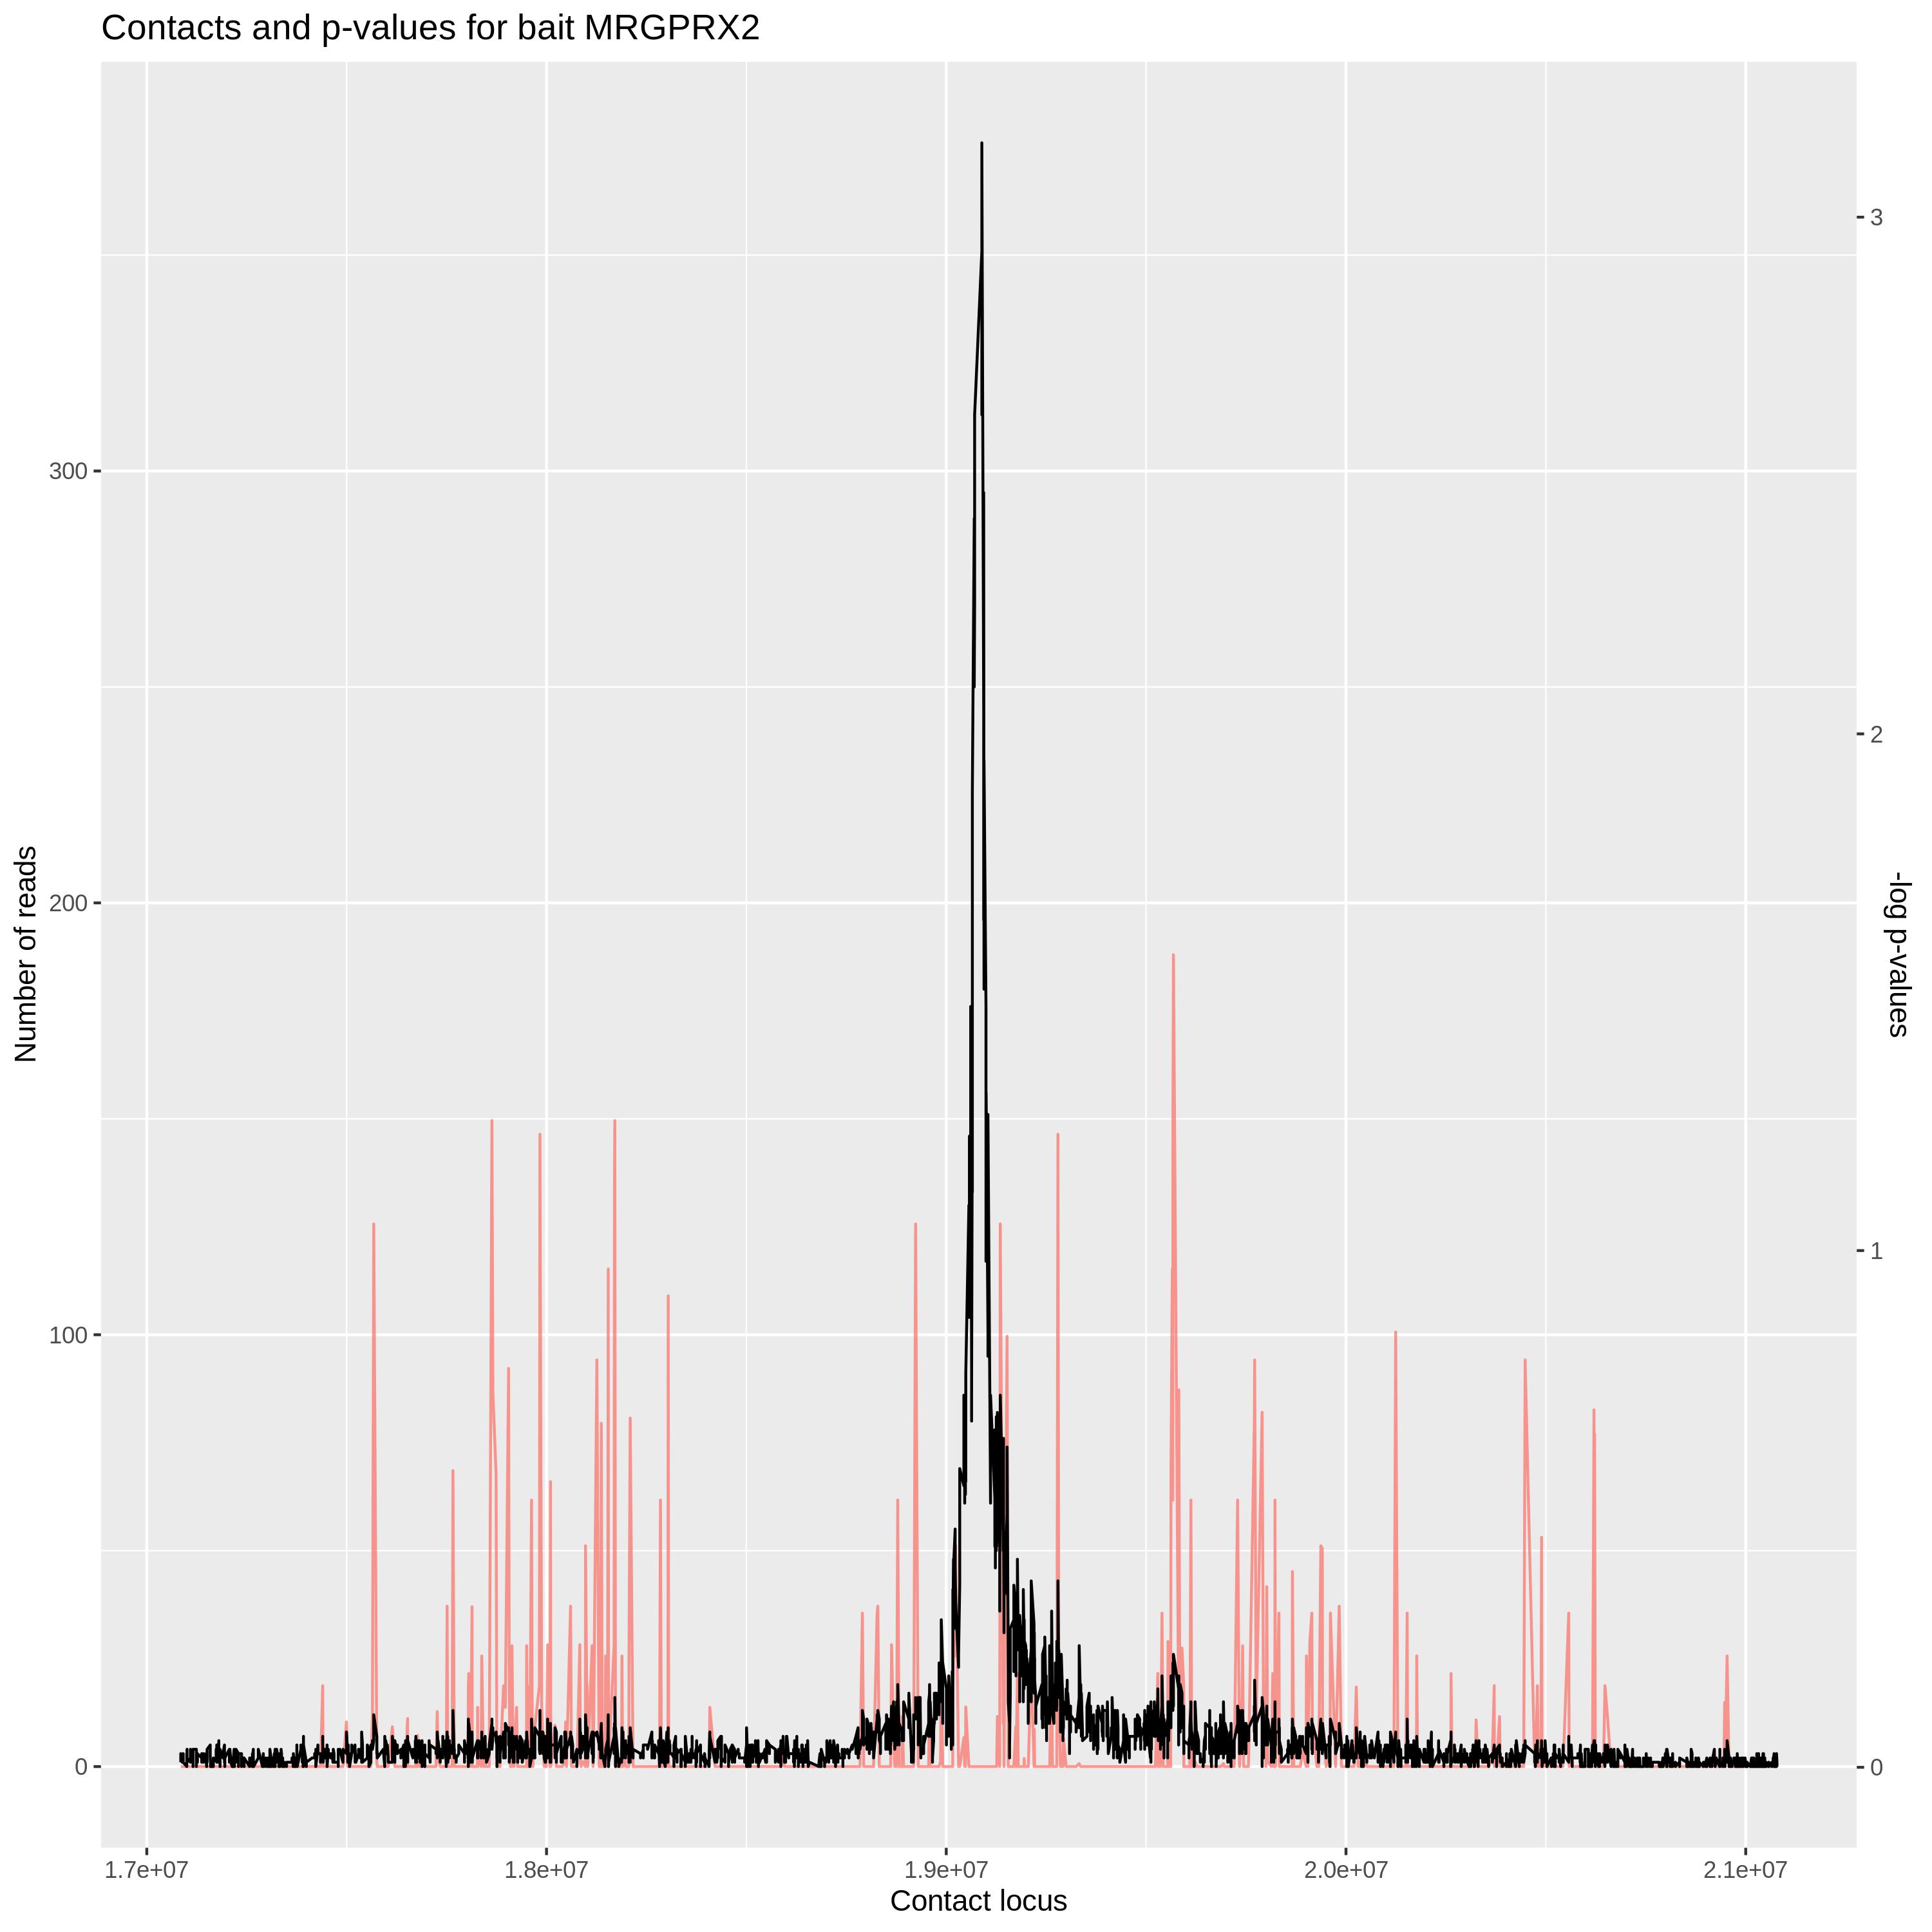 Contacts and p-values for bait MRGPRX2
Number of reads
300
200
100
0
3
2
1
0
-log p-values
1.7e+07
1.8e+07
1.9e+07
2.0e+07
2.1e+07
Contact locus